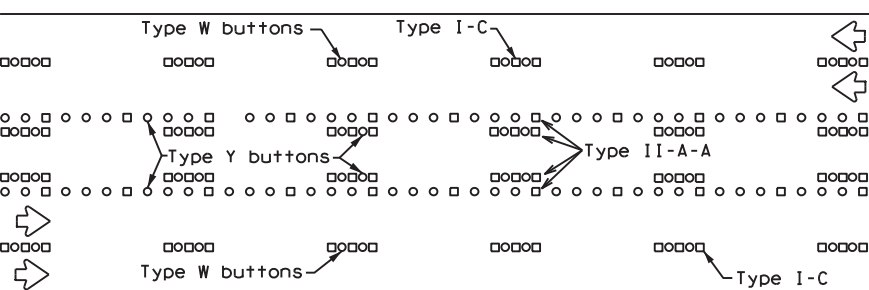 Type W buttons
Type I-C
Type Y buttons
Type II-A-A
Type W buttons
Type I-C